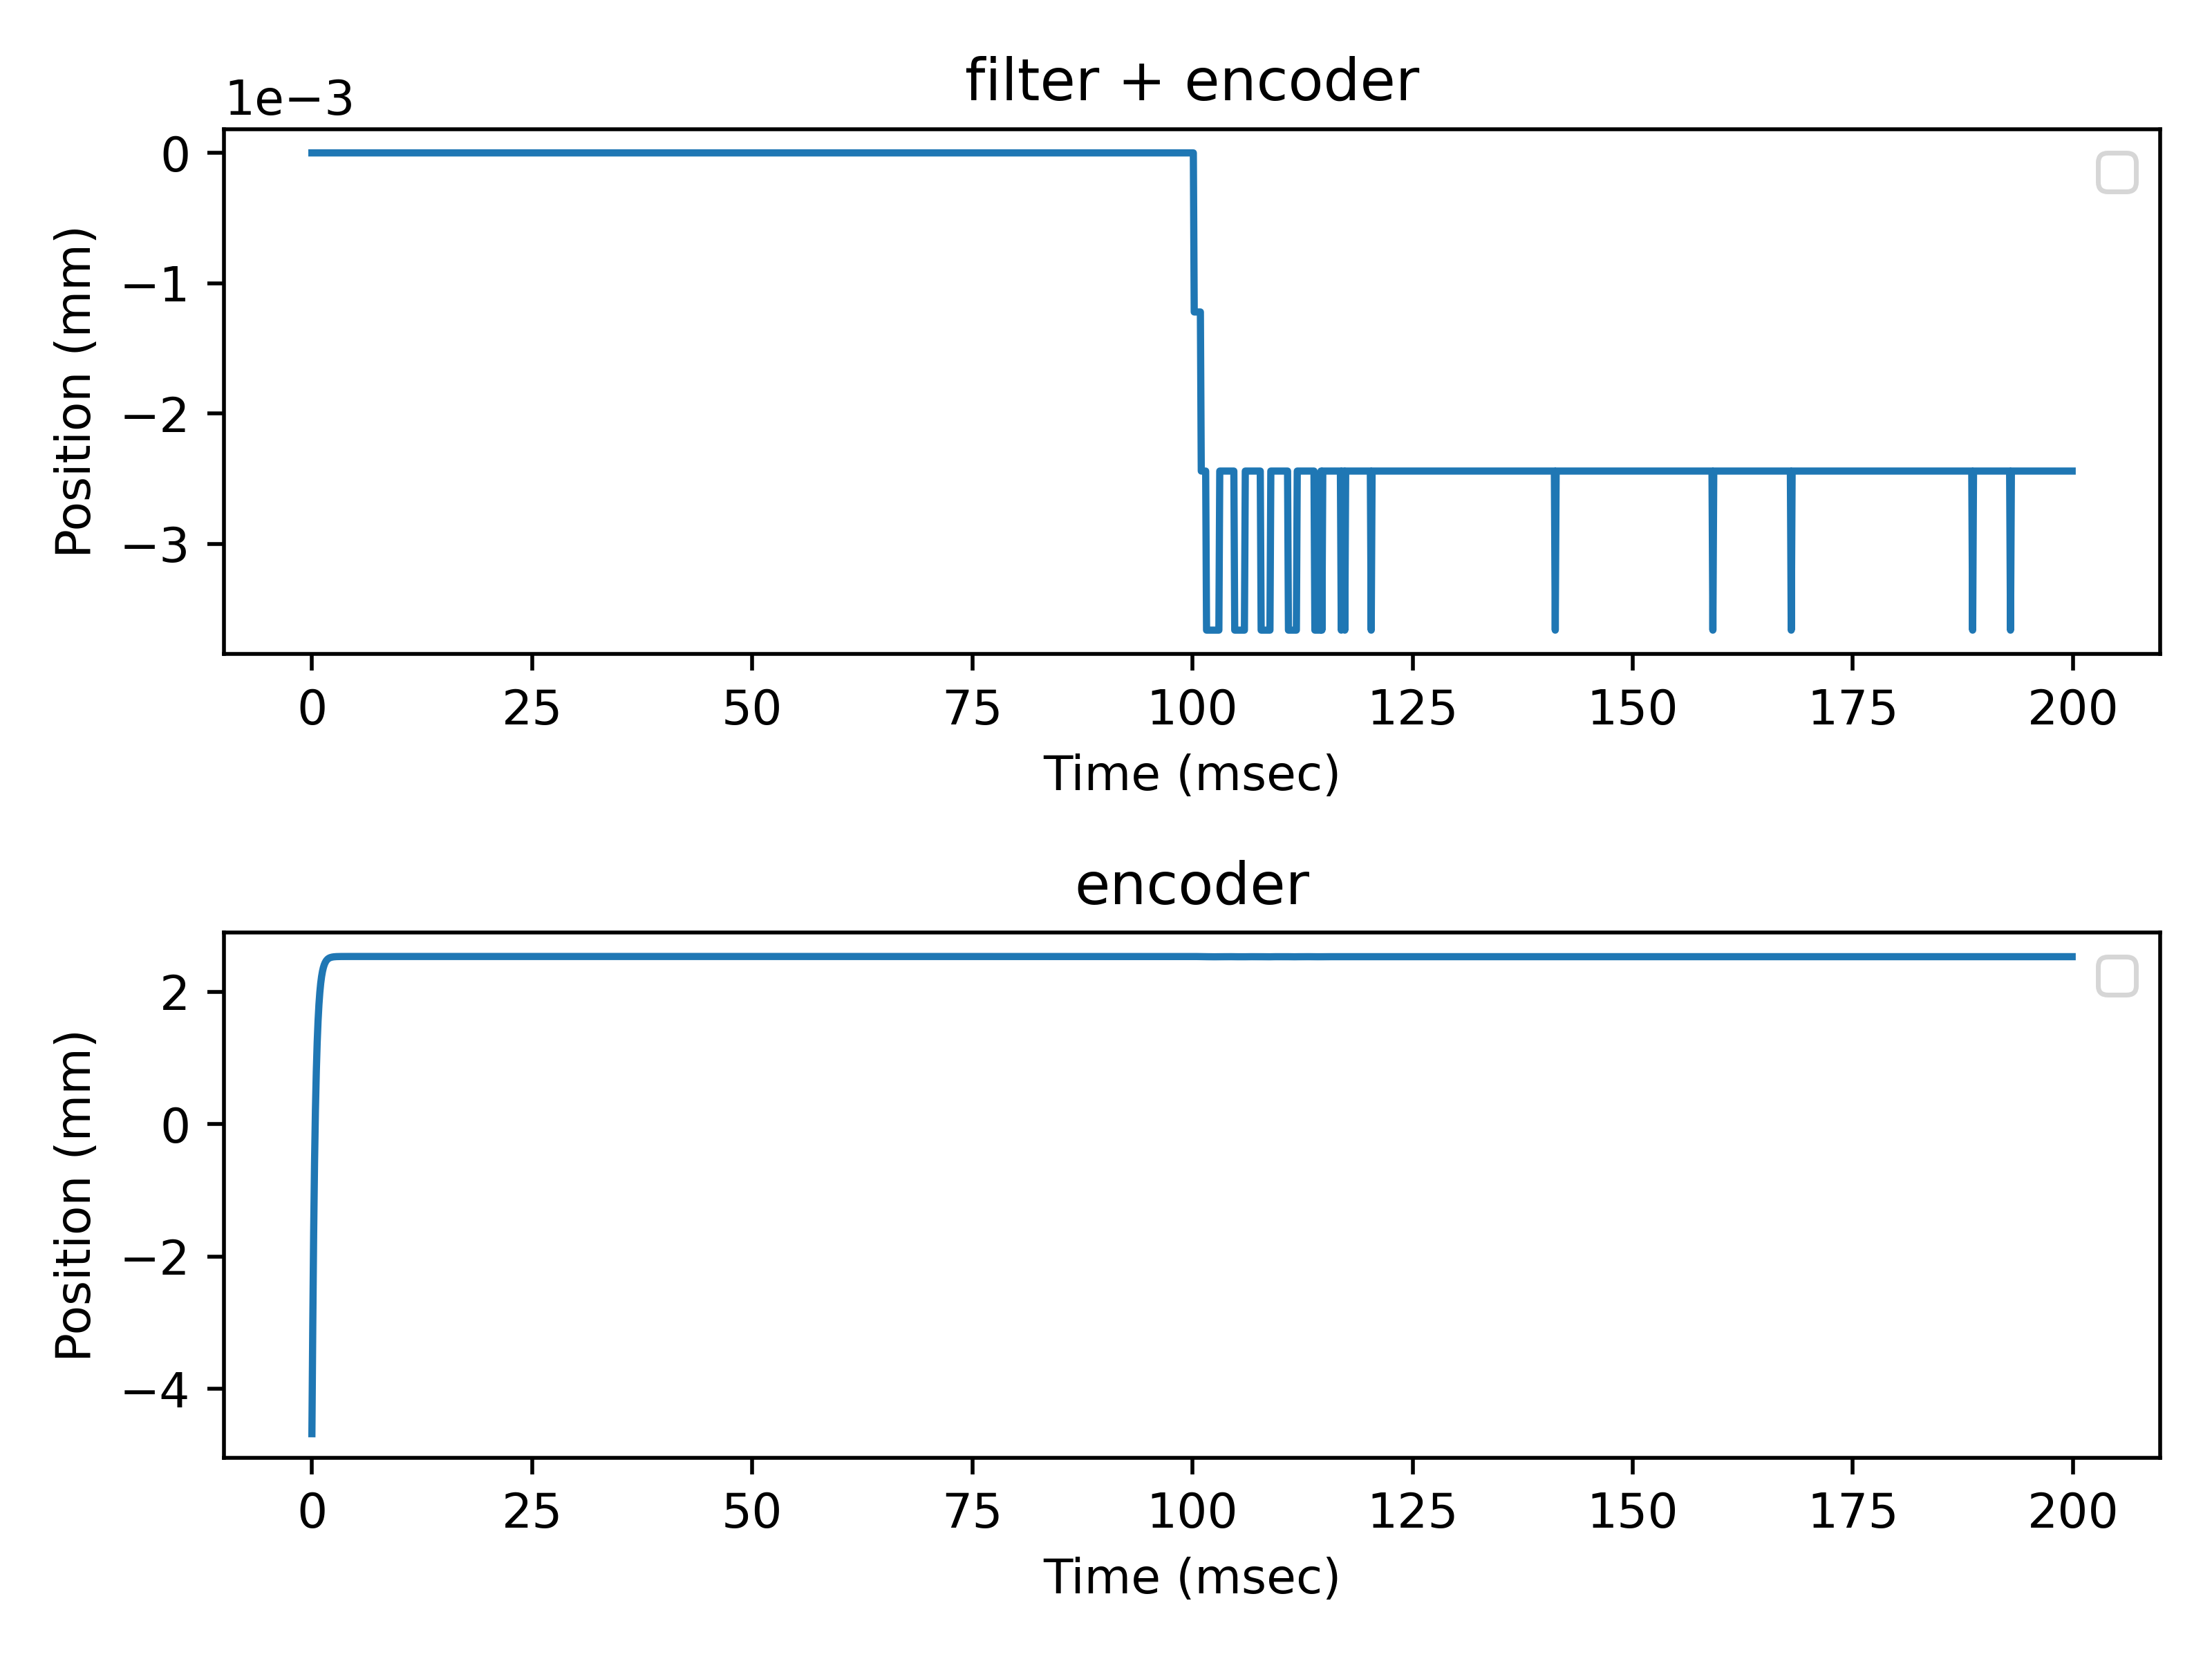 filter + encoder
1e−3
0
−1
−2
−3
Position (mm)
0 25 50 75 100 125 150 175 200
Time (msec)
encoder
2
0
−2
−4
Position (mm)
0 25 50 75 100 125 150 175 200
Time (msec)